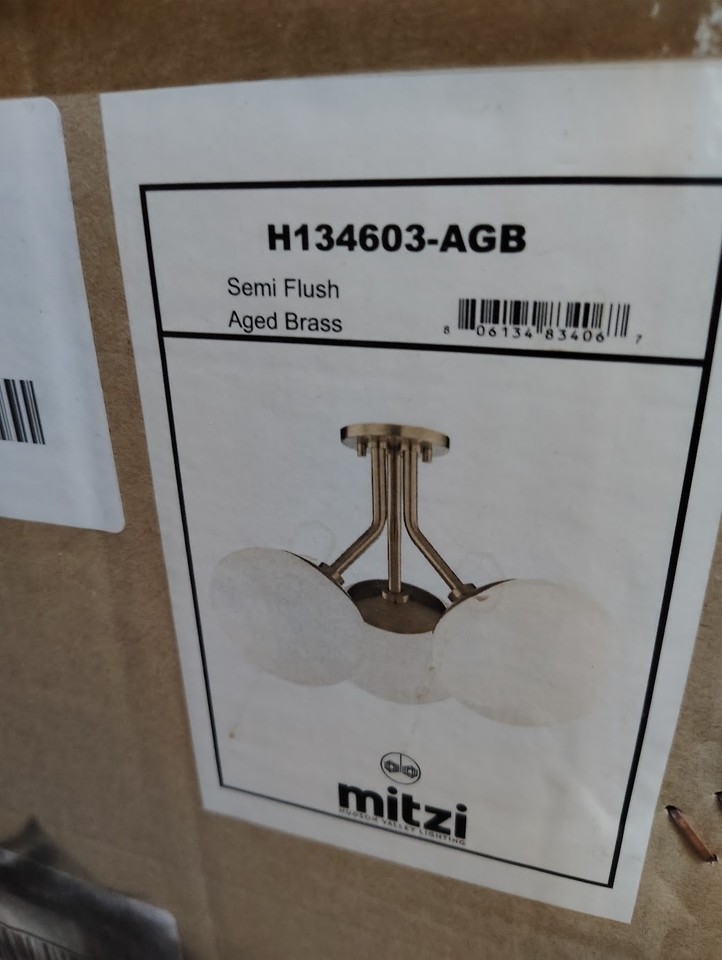 H134603-AGB
Semi Flush
Aged Brass
8 06134 83406 7
mitzi
HUDSON VALLEY LIGHTING